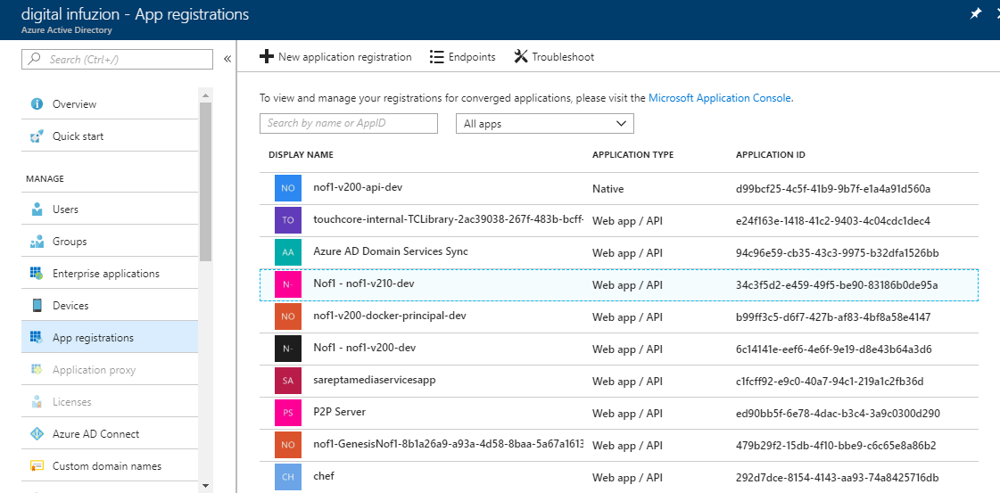 digital infuzion - App registrations
Azure Active Directory
Search (Ctrl+/)
Overview
Quick start
MANAGE
Users
Groups
Enterprise applications
Devices
App registrations
Application proxy
Licenses
Azure AD Connect
Custom domain names
New application registration Endpoints Troubleshoot
To view and manage your registrations for converged applications, please visit the Microsoft Application Console.
Search by name or AppID All apps
DISPLAY NAME APPLICATION TYPE APPLICATION ID
NO nof1-v200-api-dev Native d99bcf25-4c5f-41b9-9b7f-e1a4a91d560a
TO touchcore-internal-TCLibrary-2ac39038-267f-483b-bcff- Web app / API e24f163e-1418-41c2-9403-4c04cdc1dec4
AA Azure AD Domain Services Sync Web app / API 94c96e59-cb35-43c3-9975-b32dfa1526bb
N- Nof1 - nof1-v210-dev Web app / API 34c3f5d2-e459-49f5-be90-83186b0de95a
NO nof1-v200-docker-principal-dev Web app / API b99ff3c5-d6f7-427b-af83-4bf8a58e4147
N- Nof1 - nof1-v200-dev Web app / API 6c14141e-eef6-4e6f-9e19-d8e43b64a3d6
SA sareptamediaservicesapp Web app / API c1fcff92-e9c0-40a7-94c1-219a1c2fb36d
PS P2P Server Web app / API ed90bb5f-6e78-4dac-b3c4-3a9c0300d290
NO nof1-GenesisNof1-8b1a26a9-a93a-4d58-8baa-5a67a1613 Web app / API 479b29f2-15db-4f10-bbe9-c6c65e8a86b2
CH chef Web app / API 292d7dce-8154-4143-aa93-74a8425716db